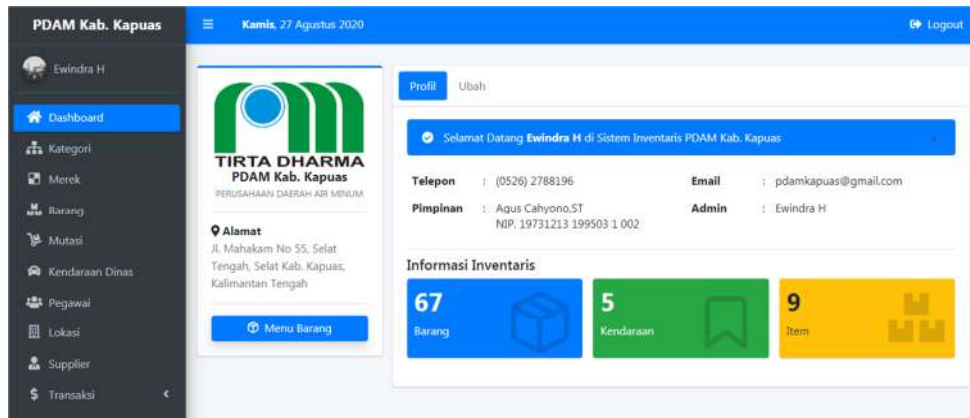 PDAM Kab. Kapuas
Kamis, 27 Agustus 2020
Logout
Ewindra H
Dashboard
Kategori
Merek
Barang
Mutasi
Kendaraan Dinas
Pegawai
Lokasi
Supplier
$ Transaksi
TIRTA DHARMA
PDAM Kab. Kapuas
PERUSAHAAN DAERAH AIR MINUM
Alamat
Jl. Mahakam No 55, Selat
Tengah, Selat Kab. Kapuas,
Kalimantan Tengah
Menu Barang
Profil Ubah
Selamat Datang Ewindra H di Sistem Inventaris PDAM Kab. Kapuas
Telepon : (0526) 2788196 Email : pdamkapuas@gmail.com
Pimpinan : Agus Cahyono,ST Admin : Ewindra H
NIP. 19731213 199503 1 002
Informasi Inventaris
67 5 9
Barang Kendaraan Item